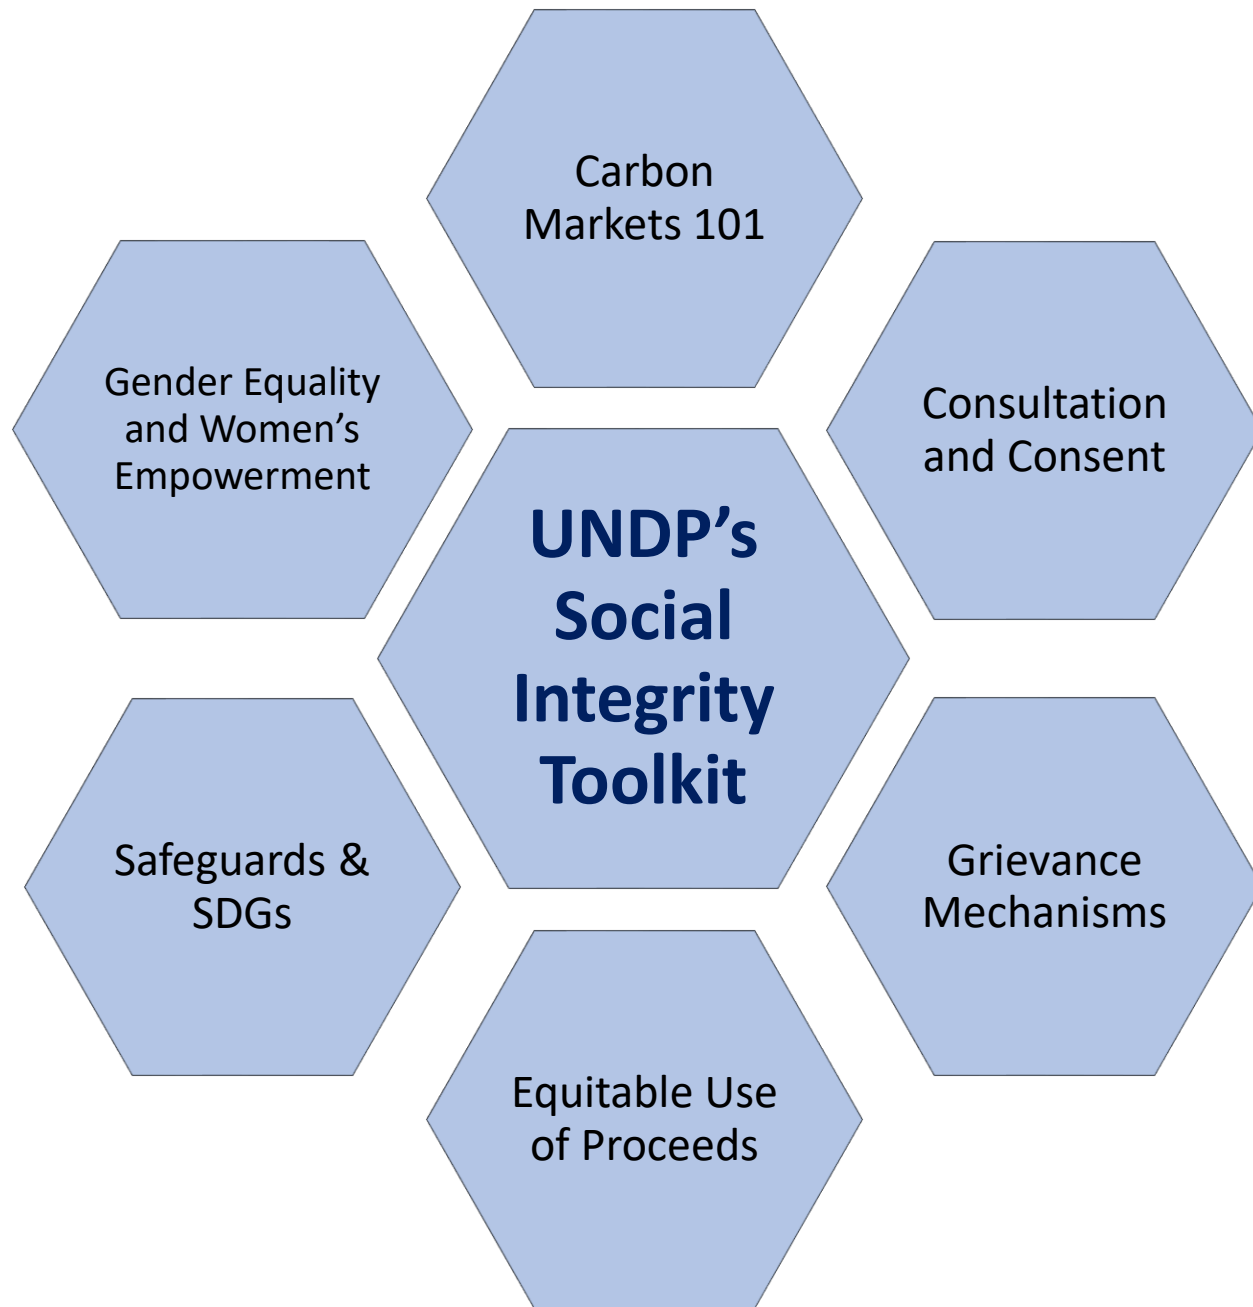 Carbon
Markets 101
Gender Equality
and Women’s
Empowerment
Consultation
and Consent
UNDP’s
Social
Integrity
Toolkit
Safeguards &
SDGs
Grievance
Mechanisms
Equitable Use
of Proceeds